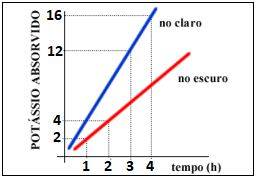 POTÁSSIO ABSORVIDO
16
12
4
2
no claro
no escuro
1 2 3 4 tempo (h)